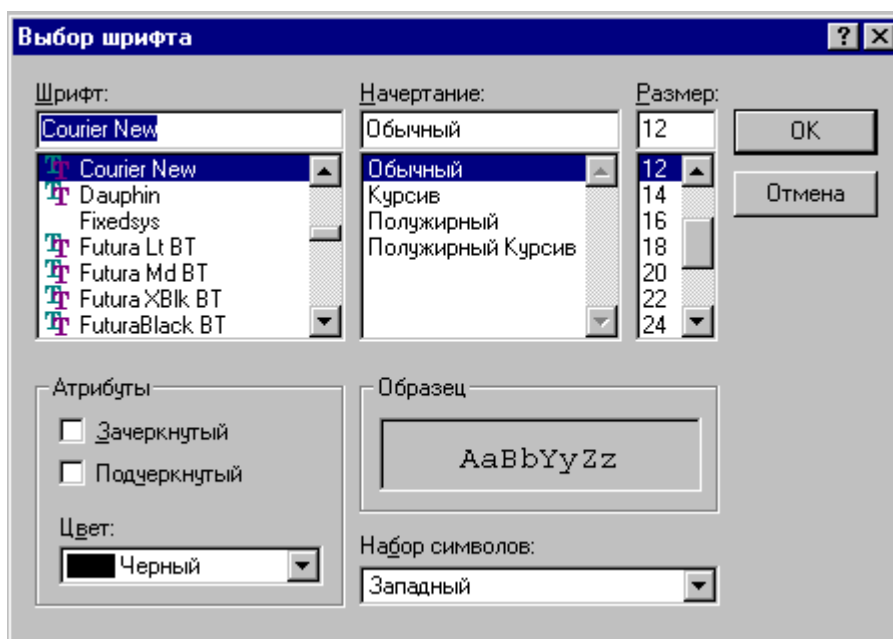 Выбор шрифта
Шрифт:
Начертание:
Размер:
Courier New
Обычный
12
OK
Courier New
Dauphin
Fixedsys
Futura Lt BT
Futura Md BT
Futura XBlk BT
FuturaBlack BT
Обычный
Курсив
Полужирный
Полужирный Курсив
12
14
16
18
20
22
24
Отмена
Атрибуты
Зачеркнутый
Подчеркнутый
Цвет:
Черный
Образец
AaBbYyZz
Набор символов:
Западный